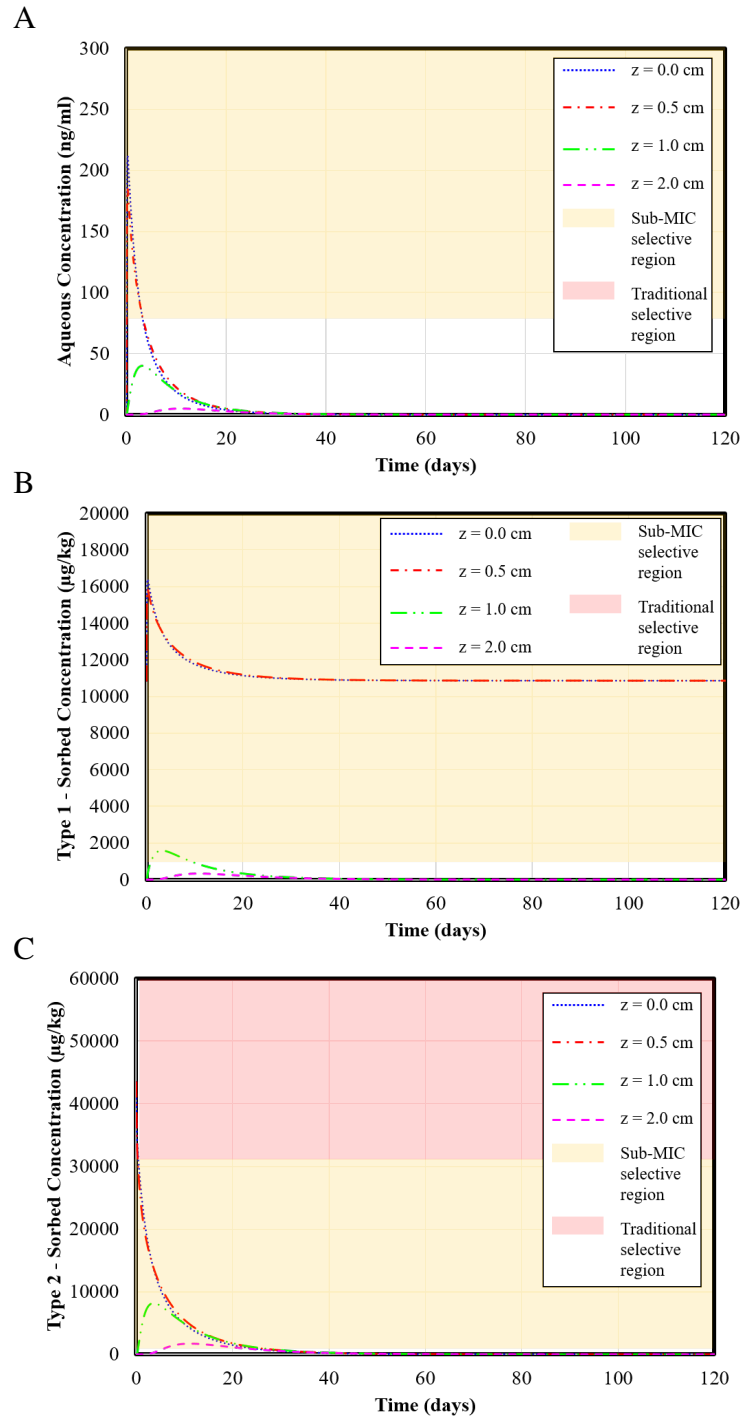 A
Aqueous Concentration (ng/ml)
300
250
200
150
100
50
0
0
20
40
60
80
100
120
Time (days)
z = 0.0 cm
z = 0.5 cm
z = 1.0 cm
z = 2.0 cm
Sub-MIC
selective
region
Traditional
selective
region
B
Type 1 - Sorbed Concentration (µg/kg)
20000
18000
16000
14000
12000
10000
8000
6000
4000
2000
0
0
20
40
60
80
100
120
Time (days)
z = 0.0 cm
z = 0.5 cm
z = 1.0 cm
z = 2.0 cm
Sub-MIC
selective
region
Traditional
selective
region
C
Type 2 - Sorbed Concentration (µg/kg)
60000
50000
40000
30000
20000
10000
0
0
20
40
60
80
100
120
Time (days)
z = 0.0 cm
z = 0.5 cm
z = 1.0 cm
z = 2.0 cm
Sub-MIC
selective
region
Traditional
selective
region